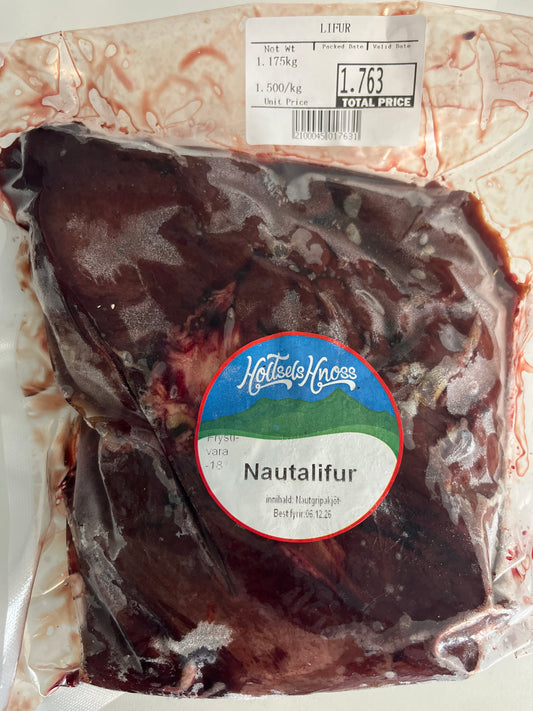 LIFUR
Net Wt Packed Date Valid Date
1.175kg
1.500/kg 1.763
Unit Price TOTAL PRICE
2100045017631
Holtsels Hnoss
Frysti-
vara
-18°
Nautalifur
innihald: Nautgripakjöt-
Best fyrir:06.12.26